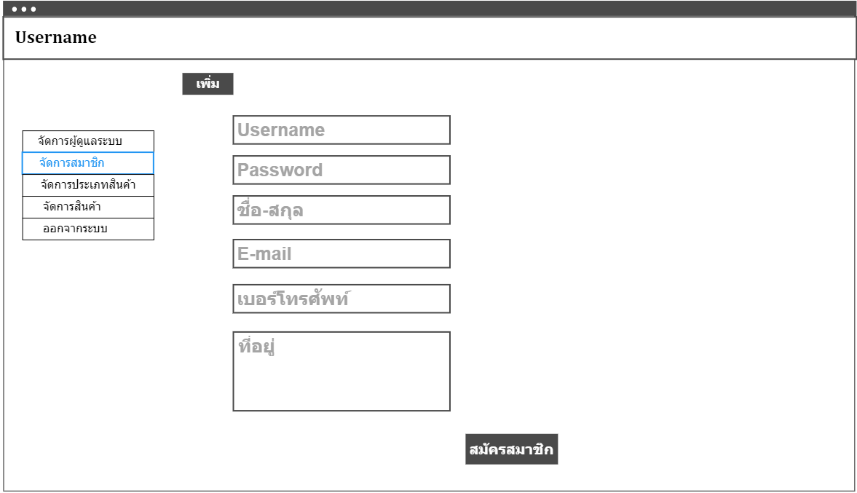 Username
เพิ่ม
จัดการผู้ดูแลระบบ
จัดการสมาชิก
จัดการประเภทสินค้า
จัดการสินค้า
ออกจากระบบ
Username
Password
ชื่อ-สกุล
E-mail
เบอร์โทรศัพท์
ที่อยู่
สมัครสมาชิก